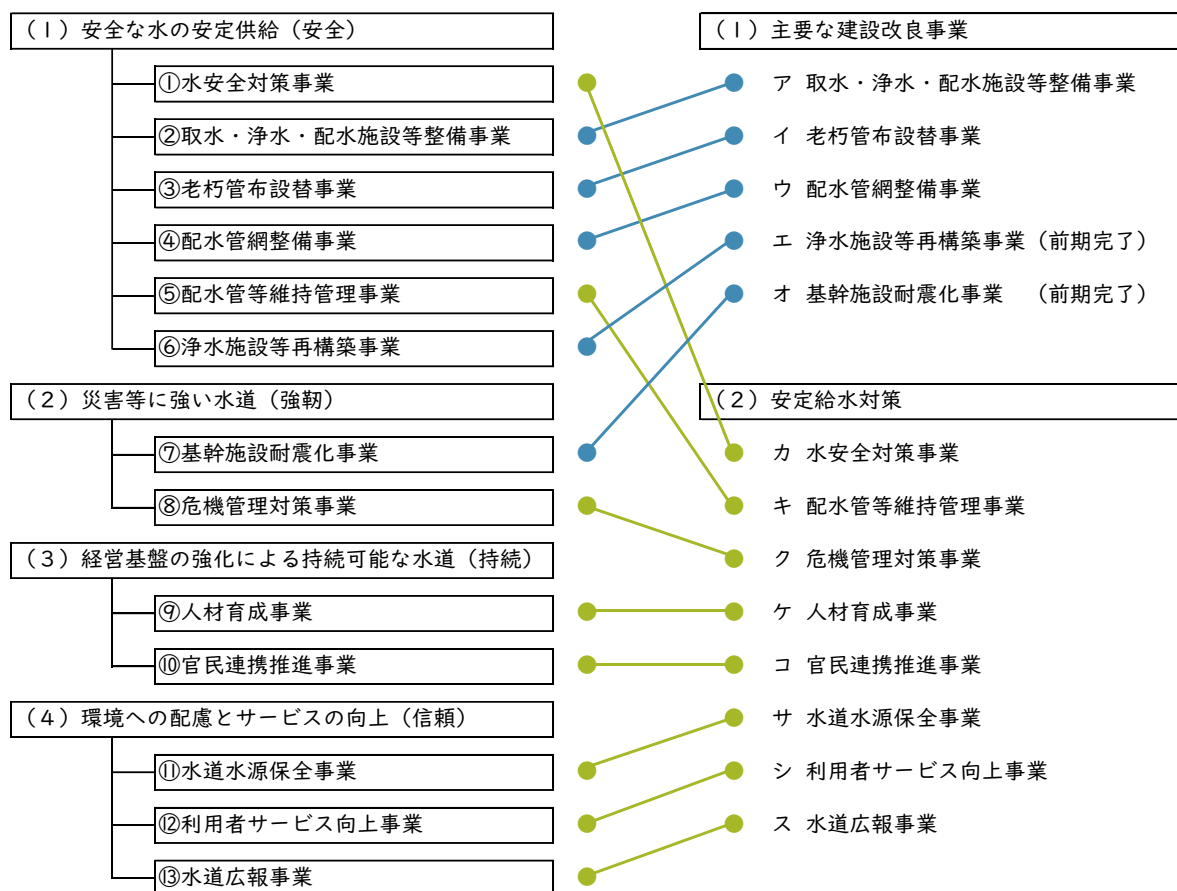 (1)安全な水の安定供給(安全)
①水安全対策事業
②取水・浄水・配水施設等整備事業
③老朽管布設替事業
④配水管網整備事業
⑤配水管等維持管理事業
⑥浄水施設等再構築事業
(2)災害等に強い水道(強靭)
⑦基幹施設耐震化事業
⑧危機管理対策事業
(3)経営基盤の強化による持続可能な水道(持続)
⑨人材育成事業
⑩官民連携推進事業
(4)環境への配慮とサービスの向上(信頼)
⑪水道水源保全事業
⑫利用者サービス向上事業
⑬水道広報事業
(1)主要な建設改良事業
ア 取水・浄水・配水施設等整備事業
イ 老朽管布設替事業
ウ 配水管網整備事業
エ 浄水施設等再構築事業(前期完了)
オ 基幹施設耐震化事業 (前期完了)
(2)安定給水対策
カ 水安全対策事業
キ 配水管等維持管理事業
ク 危機管理対策事業
ケ 人材育成事業
コ 官民連携推進事業
サ 水道水源保全事業
シ 利用者サービス向上事業
ス 水道広報事業